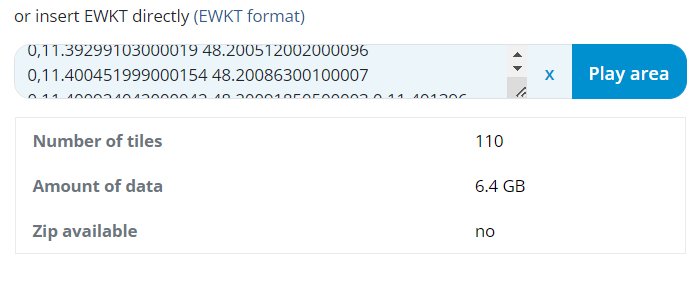 or insert EWKT directly (EWKT format)
0,11.39299103000019 48.200512002000096
0,11.400451999000154 48.20086300100007
x
Play area
Number of tiles 110
Amount of data 6.4 GB
Zip available no